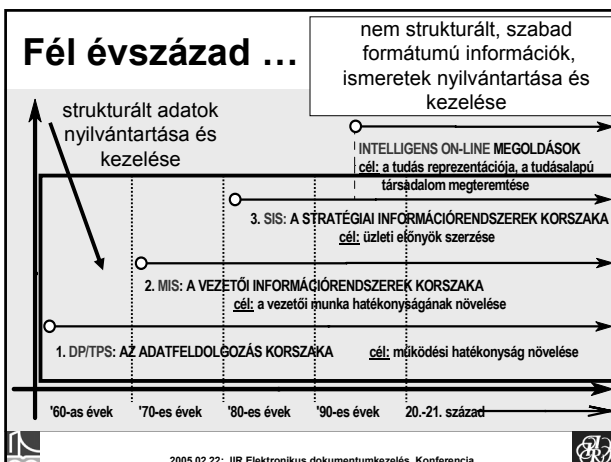 Fél évszázad ...
nem strukturált, szabad
formátumú információk,
ismeretek nyilvántartása és
kezelése
strukturált adatok
nyilvántartása és
kezelése
INTELLIGENS ON-LINE MEGOLDÁSOK
cél: a tudás reprezentációja, a tudásalapú
társadalom megteremtése
3. SIS: A STRATÉGIAI INFORMÁCIÓRENDSZEREK KORSZAKA
cél: üzleti előnyök szerzése
2. MIS: A VEZETŐI INFORMÁCIÓRENDSZEREK KORSZAKA
cél: a vezetői munka hatékonyságának növelése
1. DP/TPS: AZ ADATFELDOLGOZÁS KORSZAKA cél: működési hatékonyság növelése
'60-as évek '70-es évek '80-es évek '90-es évek 20.-21. század
2005.02.22: IIR Elektronikus dokumentumkezelés Konferencia